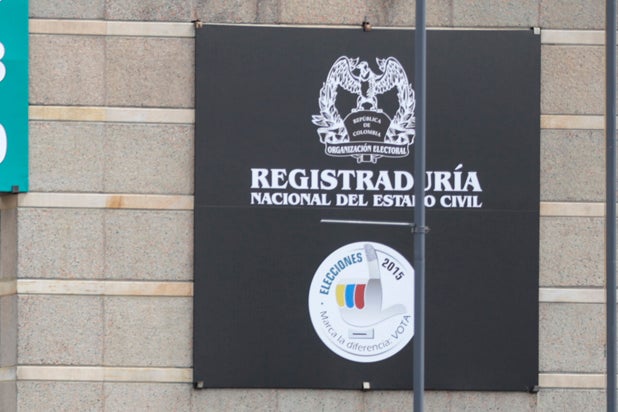 REPÚBLICA
DE
COLOMBIA
ORGANIZACIÓN ELECTORAL
REGISTRADURÍA
NACIONAL DEL ESTADO CIVIL
ELECCIONES 2015
Marca la diferencia: VOTA